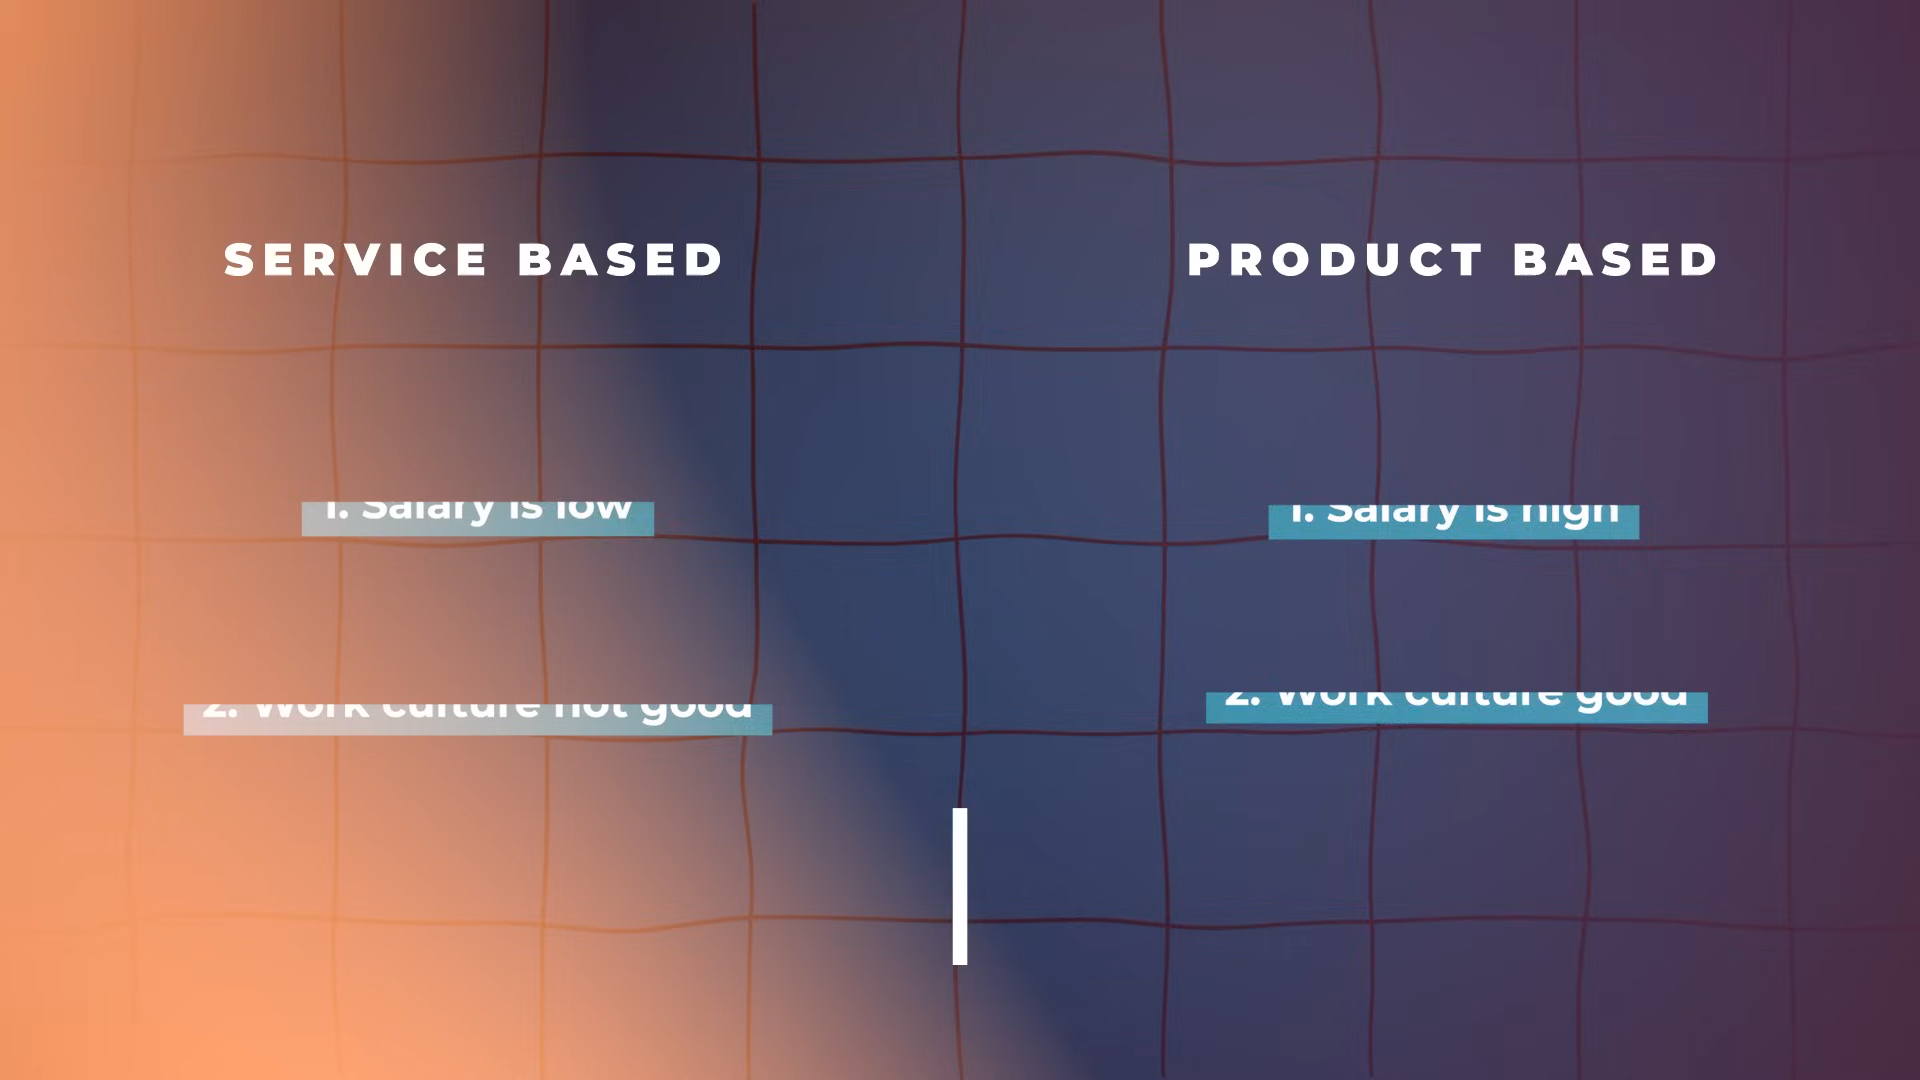 SERVICE BASED
1. Salary is low
2. Work culture not good
PRODUCT BASED
1. Salary is high
2. Work culture good